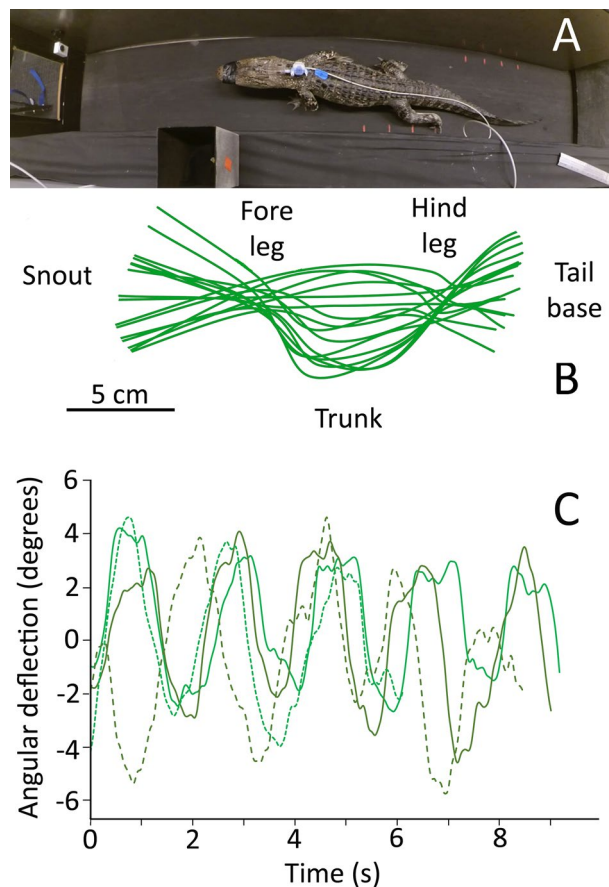 A
Fore
leg
Hind
leg
Snout
Tail
base
5 cm
B
Trunk
C
Angular deflection (degrees)
6
4
2
0
-2
-4
-6
0
2
4
6
8
Time (s)